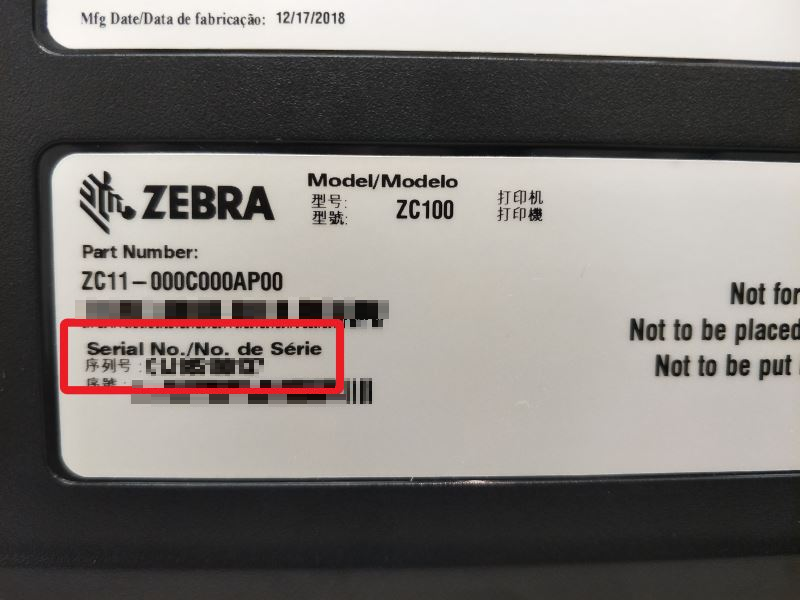 Mfg Date/Data de fabricação: 12/17/2018
ZEBRA
Model/Modelo
型号:
型號:
ZC100
打印机
打印機
Part Number:
ZC11-000C000AP00
Serial No./No. de Série
序列号:
序號
Not for
Not to be placed
Not to be put